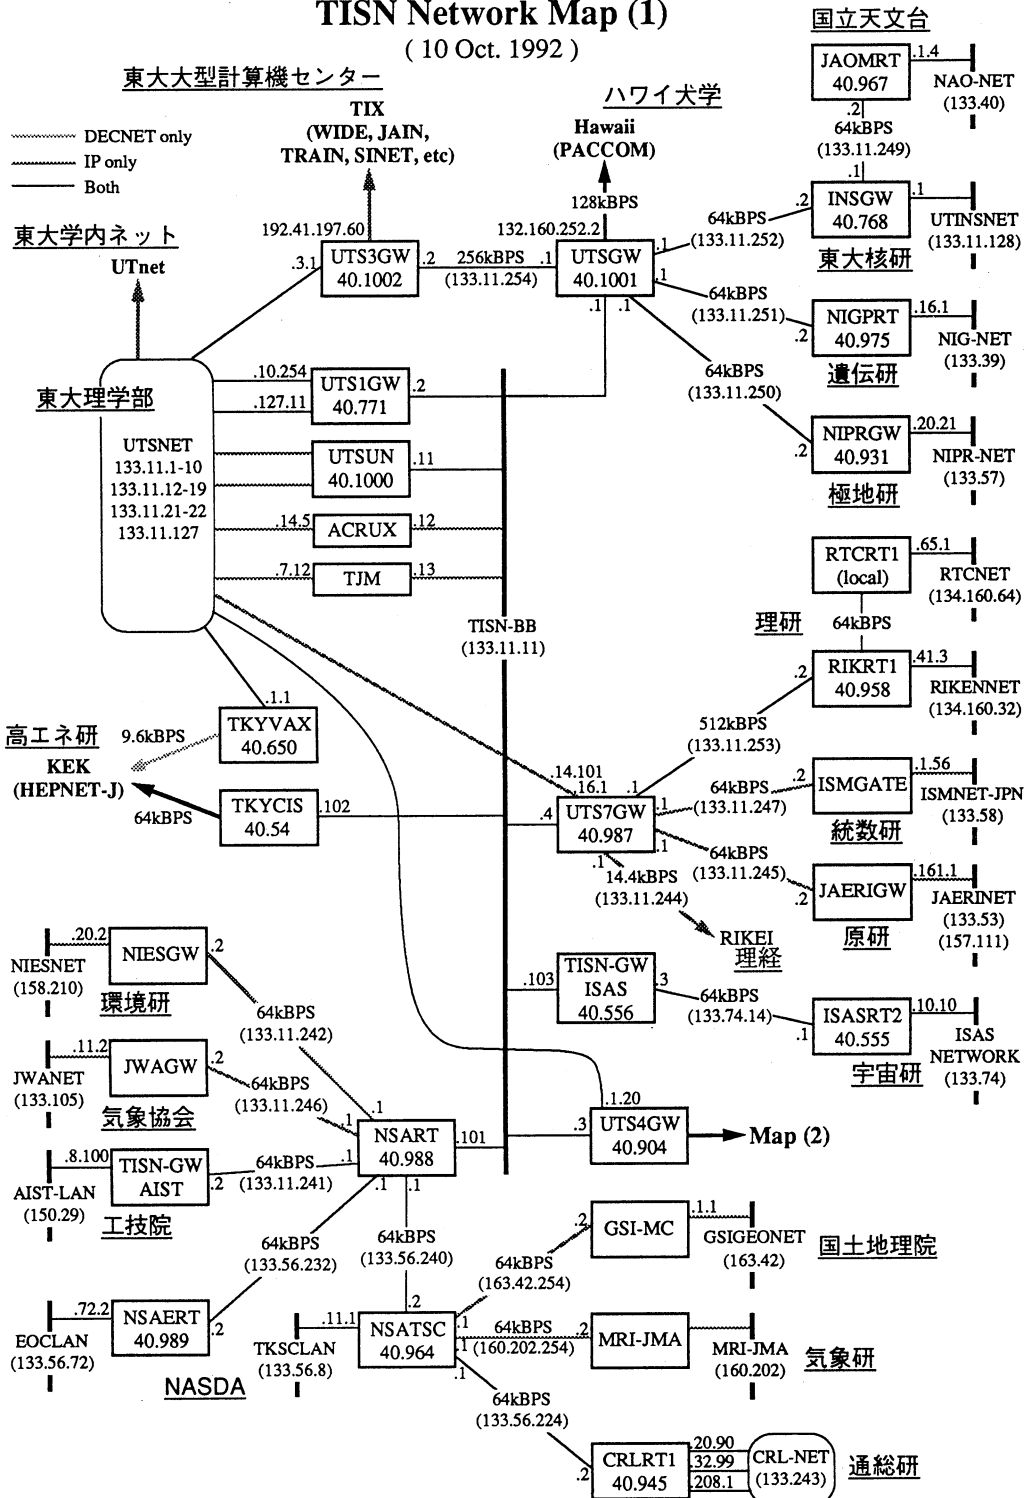 TISN Network Map (1)
( 10 Oct. 1992 )
東大大型計算機センター
TIX
(WIDE, JAIN,
TRAIN, SINET, etc)
DECNET only
IP only
Both
東大学内ネット
UTnet
ハワイ大学
Hawaii
(PACCOM)
128kBPS
国立天文台
JAOMRT
40.967
.1.4
NAO-NET
(133.40)
.2
64kBPS
(133.11.249)
.1
192.41.197.60
.3.1
UTS3GW
40.1002
.2
256kBPS
(133.11.254)
132.160.252.2
.1
UTSGW
40.1001
.1
.1
.1
.1
64kBPS
(133.11.252)
.2
INSGW
40.768
.1
UTINSNET
(133.11.128)
東大核研
64kBPS
(133.11.251)
.2
NIGPRT
40.975
.16.1
NIG-NET
(133.39)
遺伝研
64kBPS
(133.11.250)
.2
NIPRGW
40.931
.20.21
NIPR-NET
(133.57)
極地研
東大理学部
UTSNET
133.11.1-10
133.11.12-19
133.11.21-22
133.11.127
.10.254
.127.11
UTS1GW
40.771
.2
UTSUN
40.1000
.11
.14.5
ACRUX
.12
.7.12
TJM
.13
TISN-BB
(133.11.11)
RTCRT1
(local)
.65.1
RTCNET
(134.160.64)
理研
64kBPS
.2
RIKRT1
40.958
.41.3
RIKENNET
(134.160.32)
512kBPS
(133.11.253)
.1.1
TKYVAX
40.650
9.6kBPS
高エネ研
KEK
(HEPNET-J)
64kBPS
TKYCIS
40.54
.102
.14.101
.16.1
.1
.4
UTS7GW
40.987
.1
.1
.1
64kBPS
(133.11.247)
.2
ISMGATE
.1.56
ISMNET-JPN
(133.58)
統数研
64kBPS
(133.11.245)
.2
JAERIGW
.161.1
JAERINET
(133.53)
(157.111)
原研
14.4kBPS
(133.11.244)
RIKEI
理経
.103
TISN-GW
ISAS
40.556
.3
64kBPS
(133.74.14)
.1
ISASRT2
40.555
.10.10
ISAS
NETWORK
(133.74)
宇宙研
.20.2
NIESGW
.2
NIESNET
(158.210)
環境研
64kBPS
(133.11.242)
.11.2
JWAGW
.2
JWANET
(133.105)
気象協会
64kBPS
(133.11.246)
.8.100
TISN-GW
AIST
.2
AIST-LAN
(150.29)
工技院
64kBPS
(133.11.241)
.1
.1
.1
NSART
40.988
.101
.1
.1
.1.20
.3
UTS4GW
40.904
Map (2)
64kBPS
(133.56.232)
64kBPS
(133.56.240)
.72.2
NSAERT
40.989
.2
EOCLAN
(133.56.72)
NASDA
.11.1
TKSCLAN
(133.56.8)
.2
NSATSC
40.964
.1
.1
.1
64kBPS
(163.42.254)
.2
GSI-MC
.1.1
GSIGEONET
(163.42)
国土地理院
64kBPS
(160.202.254)
.2
MRI-JMA
MRI-JMA
(160.202)
気象研
64kBPS
(133.56.224)
.2
CRLRT1
40.945
.20.90
.32.99
.208.1
CRL-NET
(133.243)
通総研